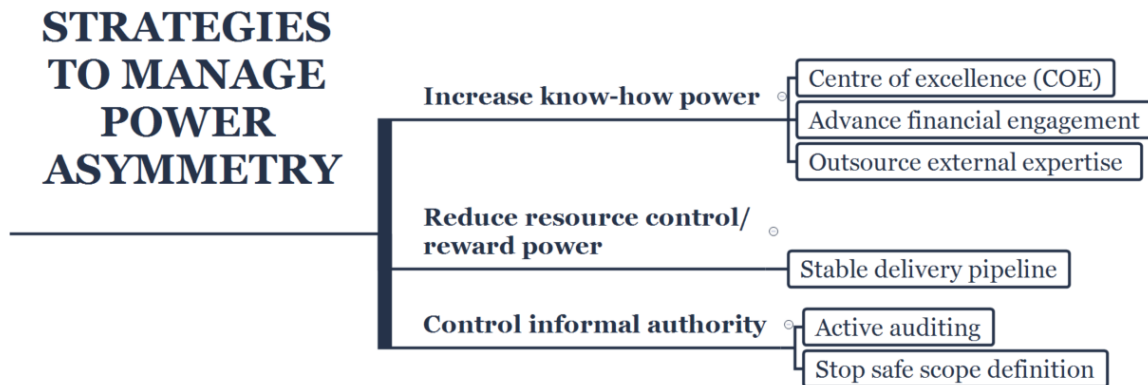 STRATEGIES
TO MANAGE
POWER
ASYMMETRY
Increase know-how power
Centre of excellence (COE)
Advance financial engagement
Outsource external expertise
Reduce resource control/
reward power
Stable delivery pipeline
Control informal authority
Active auditing
Stop safe scope definition